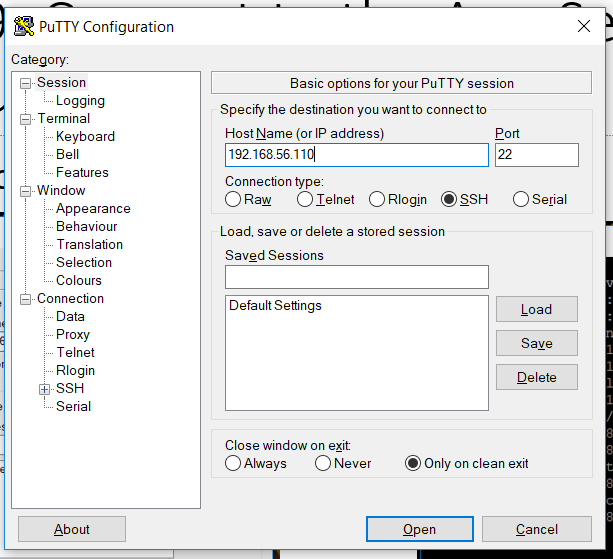 PuTTY Configuration
Category:
Session
Logging
Terminal
Keyboard
Bell
Features
Window
Appearance
Behaviour
Translation
Selection
Colours
Connection
Data
Proxy
Telnet
Rlogin
SSH
Serial
Basic options for your PuTTY session
Specify the destination you want to connect to
Host Name (or IP address) Port
192.168.56.110 22
Connection type:
Raw Telnet Rlogin SSH Serial
Load, save or delete a stored session
Saved Sessions
Default Settings
Load
Save
Delete
Close window on exit:
Always Never Only on clean exit
About Open Cancel